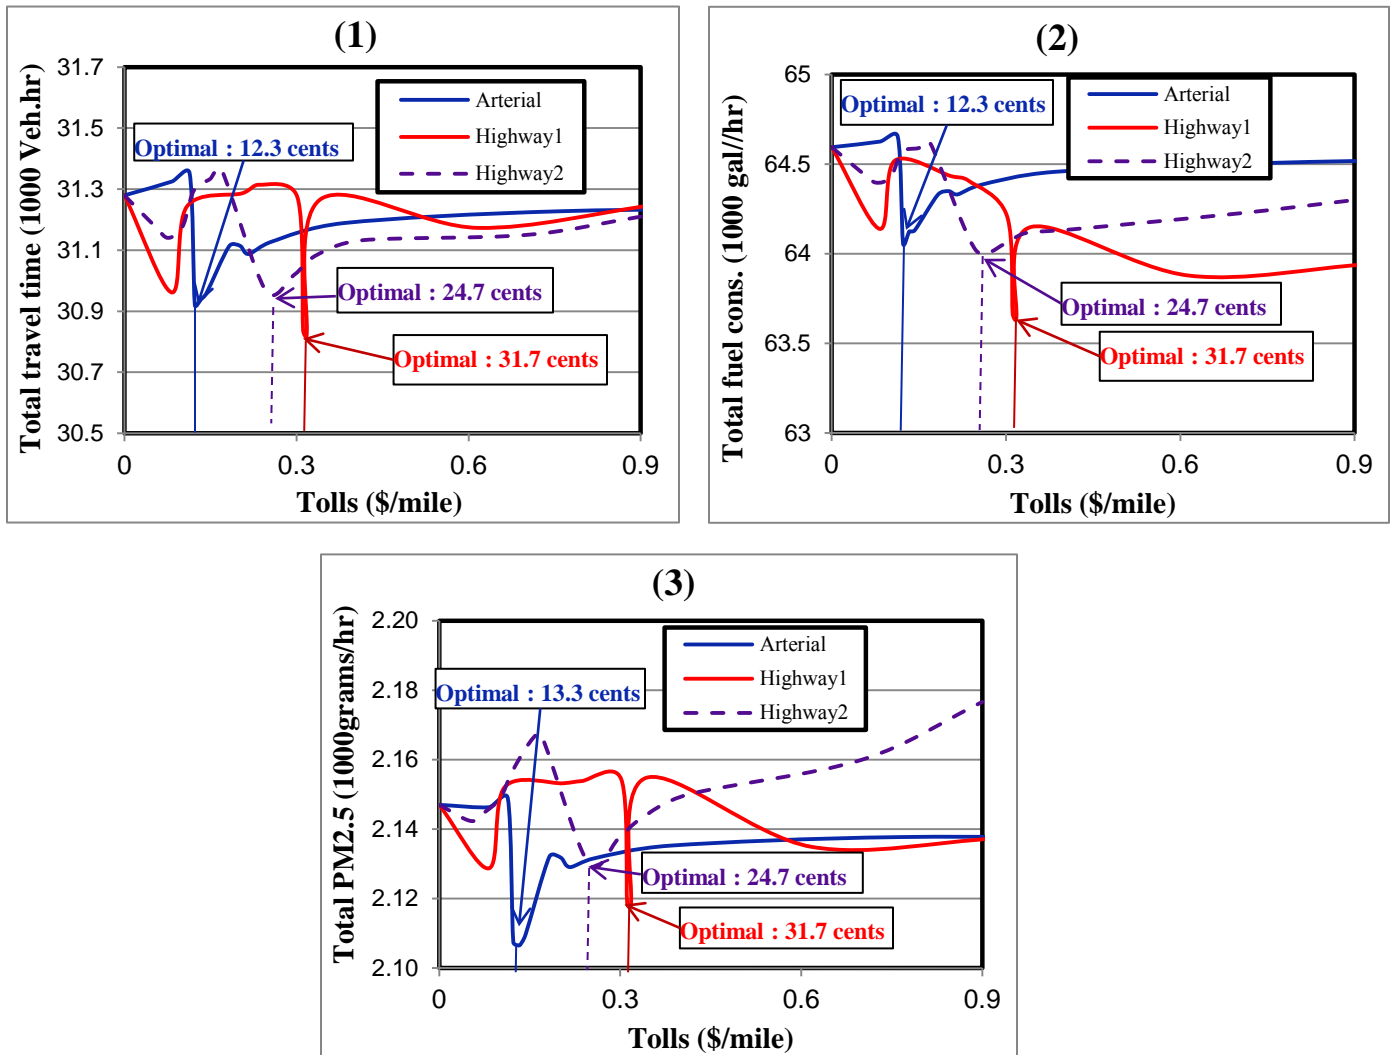 (1)
Total travel time (1000 Veh.hr)
31.7
31.5
31.3
31.1
30.9
30.7
30.5
Arterial
Highway1
Highway2
Optimal : 12.3 cents
Optimal : 24.7 cents
Optimal : 31.7 cents
0
0.3
0.6
0.9
Tolls ($/mile)
(2)
Total fuel cons. (1000 gal//hr)
65
64.5
64
63.5
63
Arterial
Highway1
Highway2
Optimal : 12.3 cents
Optimal : 24.7 cents
Optimal : 31.7 cents
0
0.3
0.6
0.9
Tolls ($/mile)
(3)
Total PM2.5 (1000grams/hr)
2.20
2.18
2.16
2.14
2.12
2.10
Arterial
Highway1
Highway2
Optimal : 13.3 cents
Optimal : 24.7 cents
Optimal : 31.7 cents
0
0.3
0.6
0.9
Tolls ($/mile)